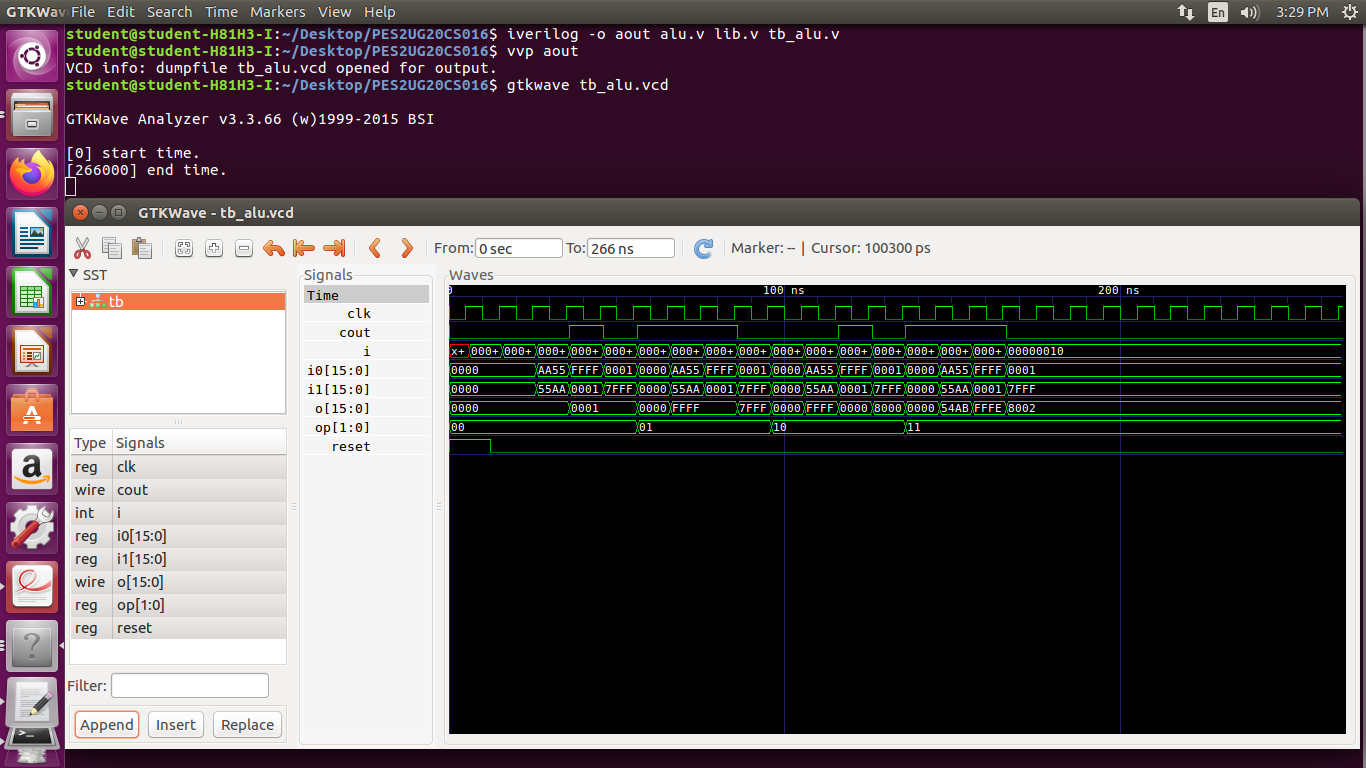 GTKWav File Edit Search Time Markers View Help En 3:29 PM
student@student-H81H3-I:~/Desktop/PES2UG20CS016$ iverilog -o aout alu.v lib.v tb_alu.v
student@student-H81H3-I:~/Desktop/PES2UG20CS016$ vvp aout
VCD info: dumpfile tb_alu.vcd opened for output.
student@student-H81H3-I:~/Desktop/PES2UG20CS016$ gtkwave tb_alu.vcd
GTKWave Analyzer v3.3.66 (w)1999-2015 BSI
[0] start time.
[266000] end time.
GTKWave - tb_alu.vcd
From: 0 sec To: 266 ns Marker: -- | Cursor: 100300 ps
SST
tb
Type Signals
reg clk
wire cout
int i
reg i0[15:0]
reg i1[15:0]
wire o[15:0]
reg op[1:0]
reg reset
Filter:
Append Insert Replace
Signals
Time
clk
cout
i
i0[15:0]
i1[15:0]
o[15:0]
op[1:0]
reset
Waves
0 100 ns 200 ns
x+ 000+ 000+ 000+ 000+ 000+ 000+ 000+ 000+ 000+ 000+ 000+ 000+ 000+ 000+ 000+ 000+ 00000010
0000 AA55 FFFF 0001 0000 AA55 FFFF 0001 0000 AA55 FFFF 0001 0000 AA55 FFFF 0001
0000 55AA 0001 7FFF 0000 55AA 0001 7FFF 0000 55AA 0001 7FFF 0000 55AA 0001 7FFF
0000 0001 0000 FFFF 7FFF 0000 FFFF 0000 8000 0000 54AB FFFE 8002
00 01 10 11